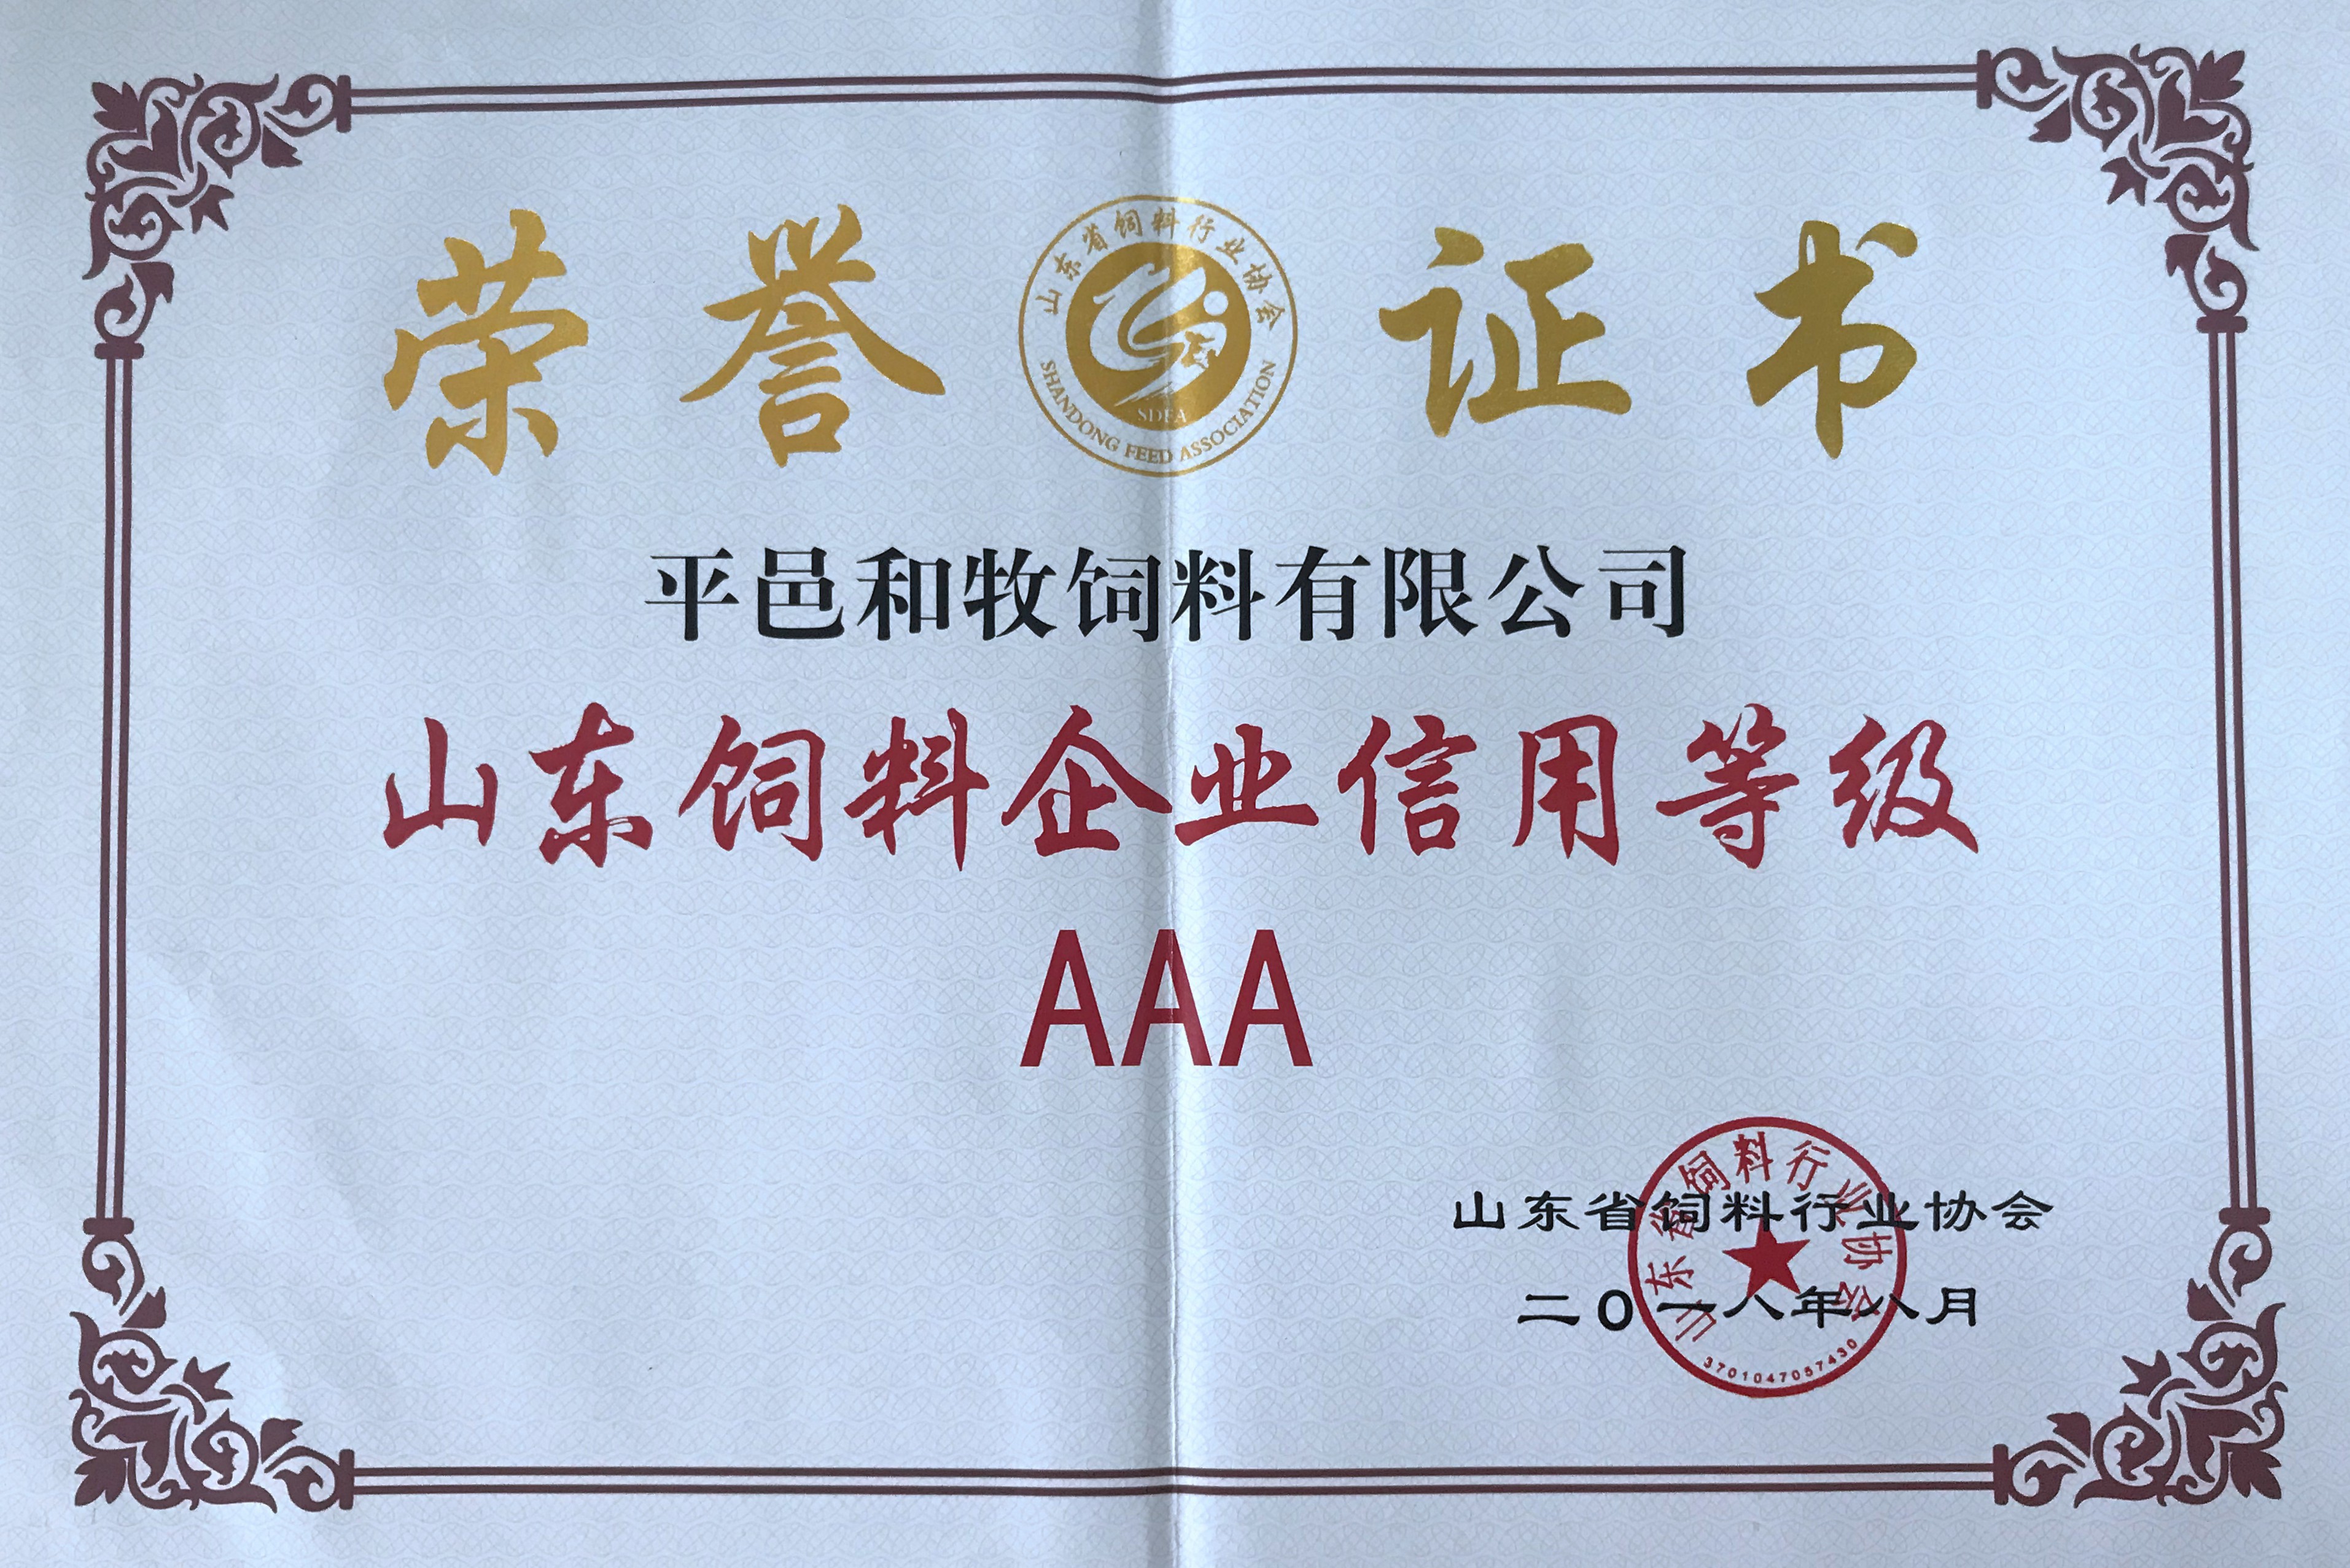 荣誉证书
山东省饲料行业协会
SDFA
SHANDONG FEED ASSOCIATION
平邑和牧饲料有限公司
山东饲料企业信用等级
AAA
山东省饲料行业协会
二〇一八年八月
山东省饲料行业协会
3701047057430